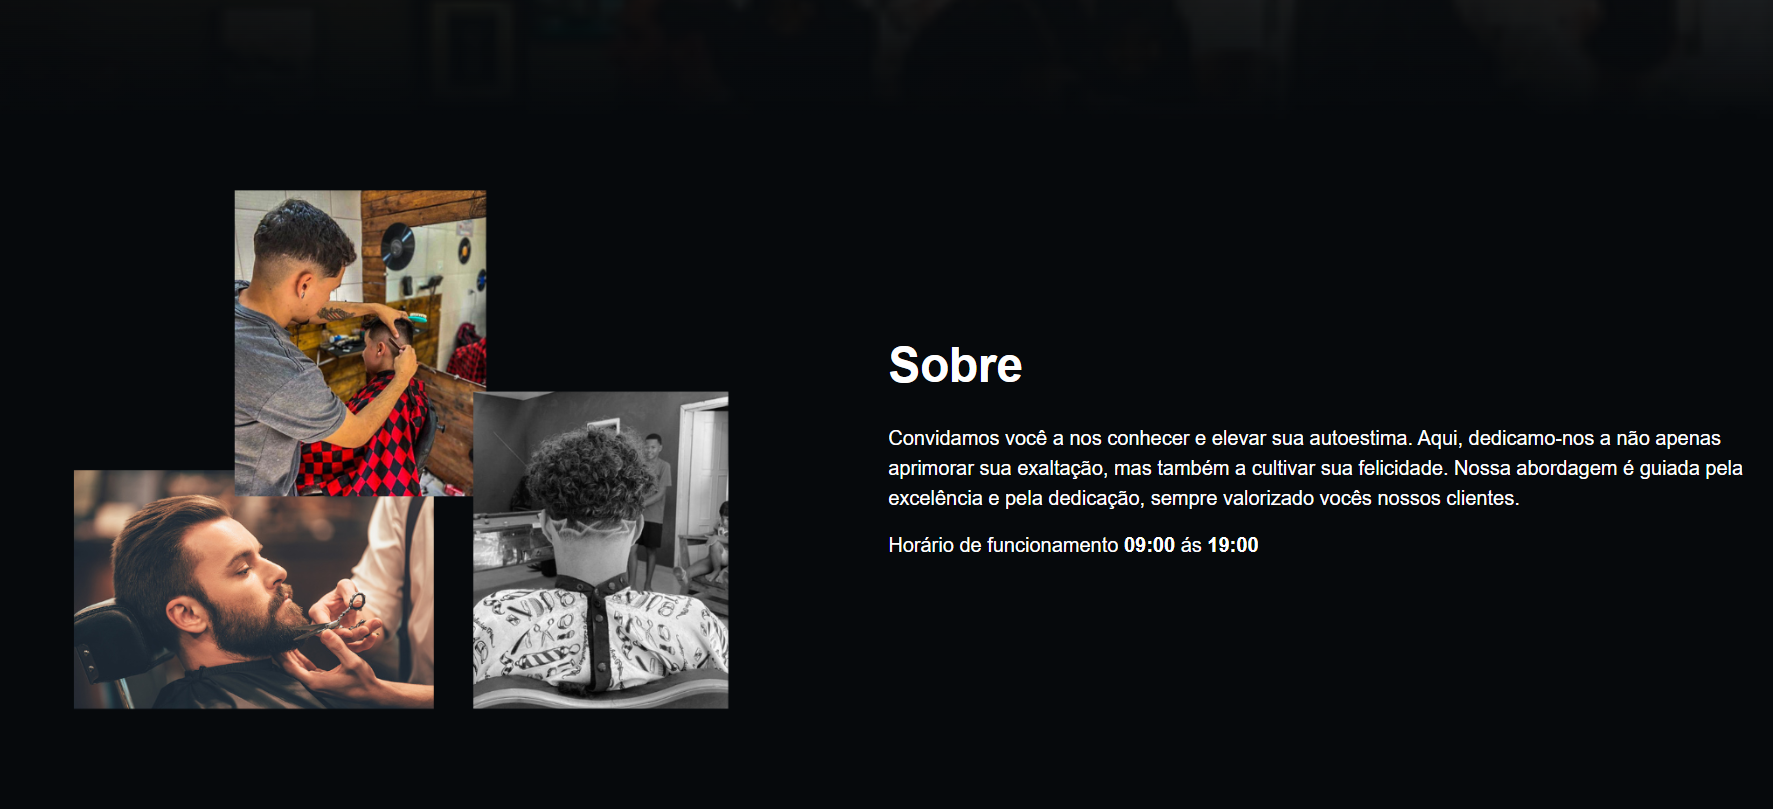 Sobre
Convidamos você a nos conhecer e elevar sua autoestima. Aqui, dedicamo-nos a não apenas
aprimorar sua exaltação, mas também a cultivar sua felicidade. Nossa abordagem é guiada pela
excelência e pela dedicação, sempre valorizado vocês nossos clientes.
Horário de funcionamento 09:00 ás 19:00